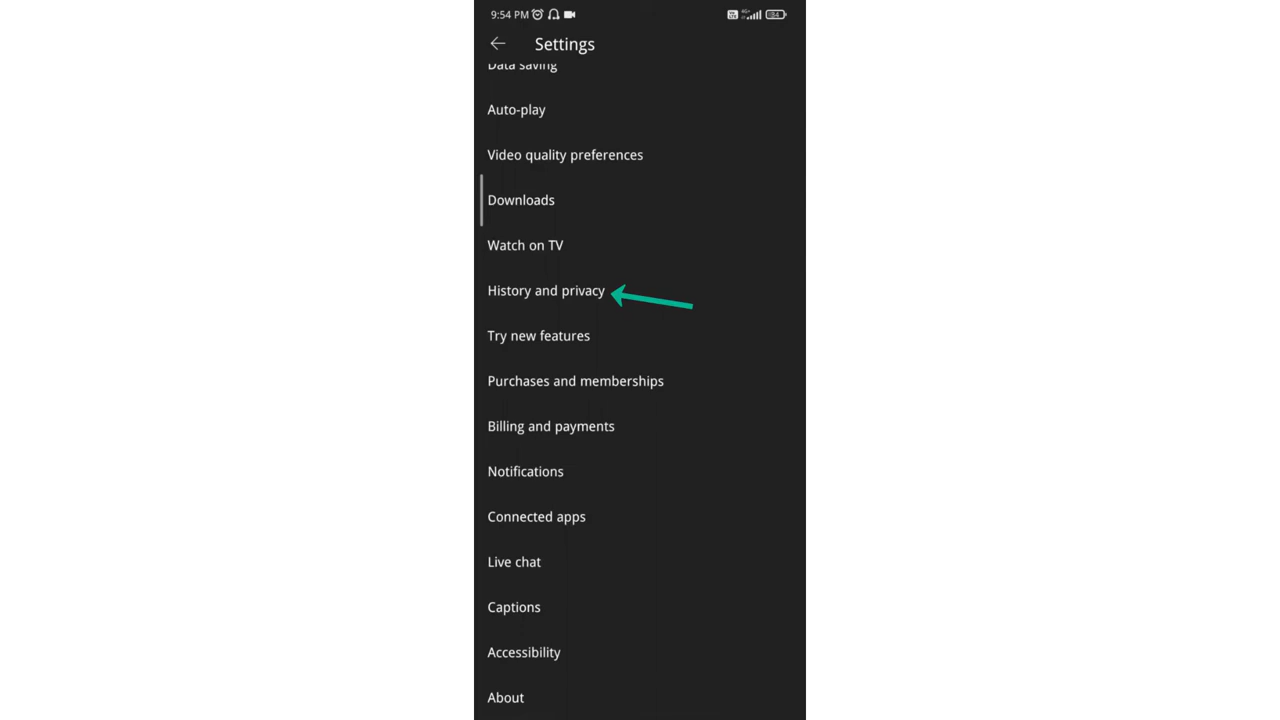 9:54 PM
Settings
Data saving
Auto-play
Video quality preferences
Downloads
Watch on TV
History and privacy
Try new features
Purchases and memberships
Billing and payments
Notifications
Connected apps
Live chat
Captions
Accessibility
About